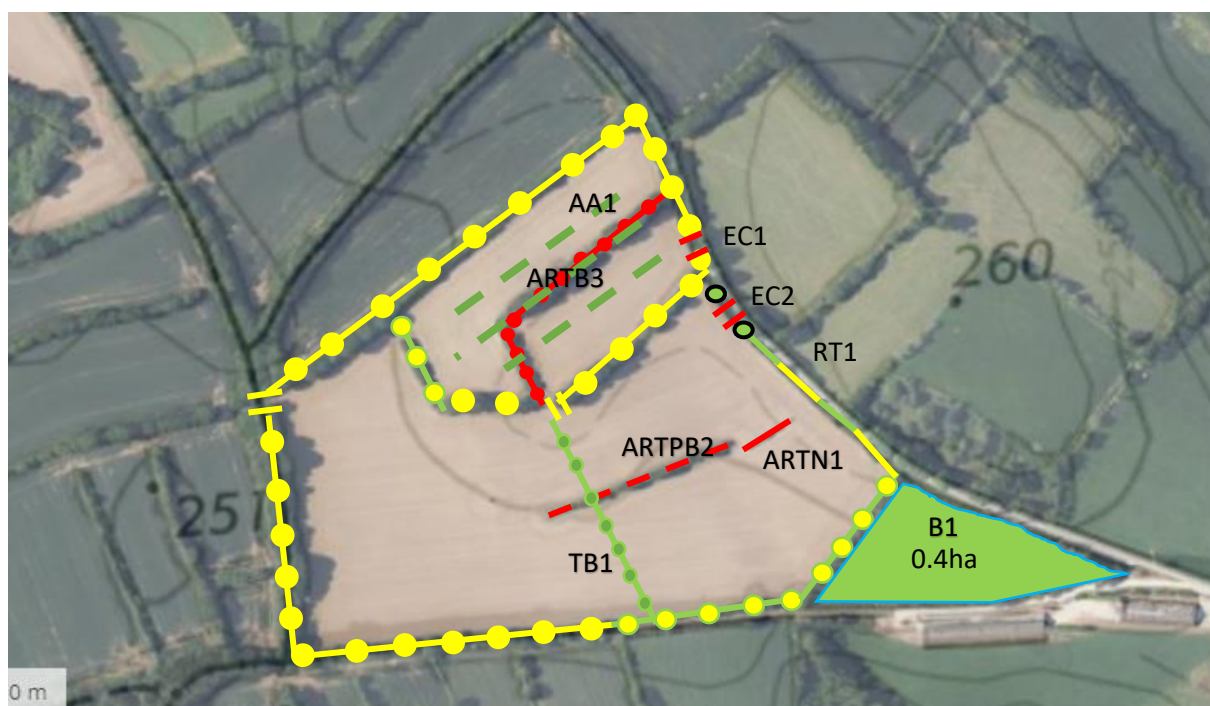 AA1
EC1
260
ARTB3
EC2
RT1
ARTPB2
ARTN1
251
B1
0.4ha
TB1
0 m